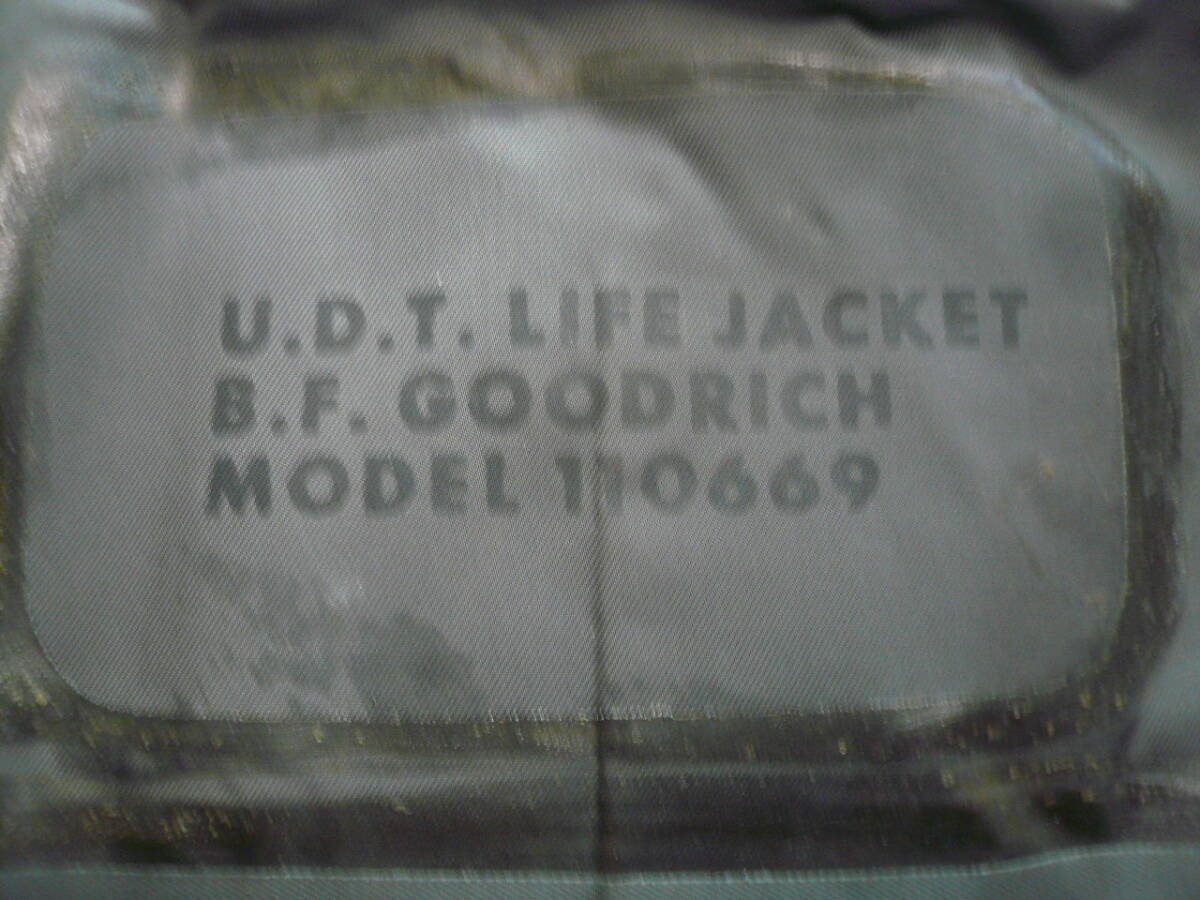 U.D.T. LIFE JACKET
B.F. GOODRICH
MODEL 110669